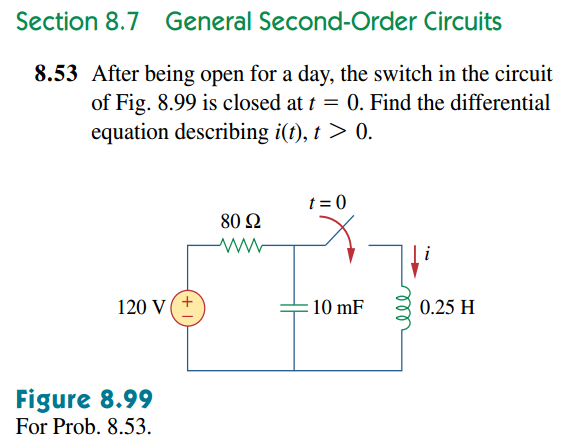 Section 8.7 General Second-Order Circuits
8.53 After being open for a day, the switch in the circuit
of Fig. 8.99 is closed at t = 0. Find the differential
equation describing i(t), t > 0.
t = 0
80 Ω
i
120 V
+
10 mF
0.25 H
Figure 8.99
For Prob. 8.53.